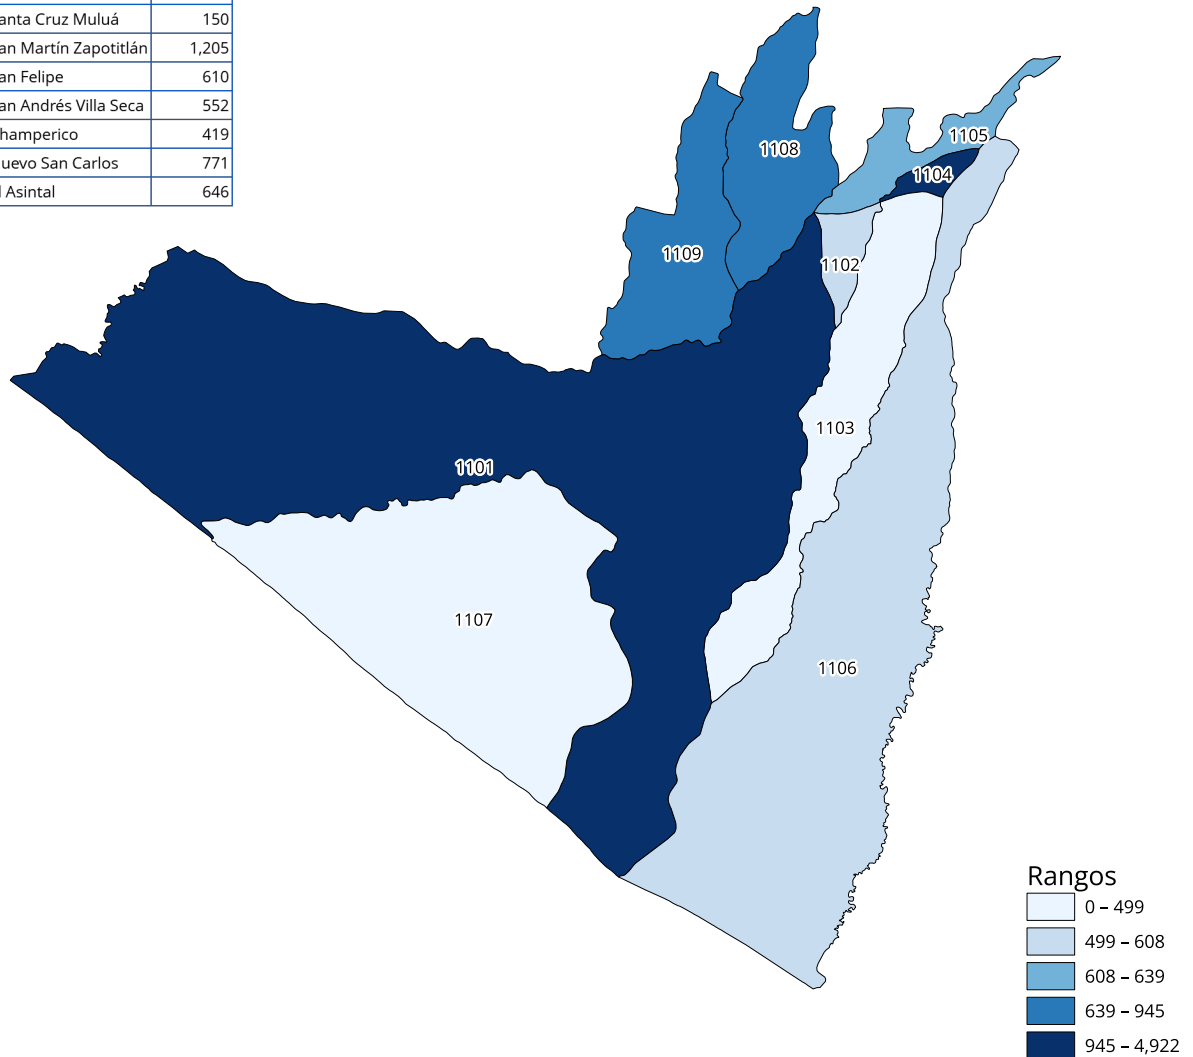 anta Cruz Muluá 150
an Martín Zapotitlán 1,205
an Felipe 610
an Andrés Villa Seca 552
hamperico 419
uevo San Carlos 771
l Asintal 646
1108
1105
1104
1109
1102
1103
1101
1107
1106
Rangos
0 – 499
499 – 608
608 – 639
639 – 945
945 – 4,922